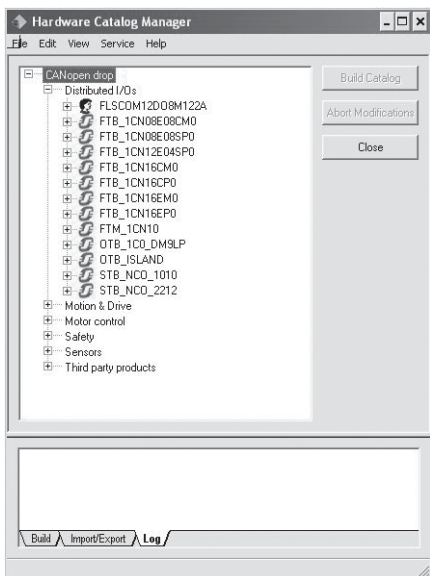 Hardware Catalog Manager
File Edit View Service Help
CANopen drop
Distributed I/Os
FLSCOM12DO8M122A
FTB_1CN08E08CM0
FTB_1CN08E08SP0
FTB_1CN12E04SP0
FTB_1CN16CM0
FTB_1CN16CP0
FTB_1CN16EM0
FTB_1CN16EP0
FTM_1CN10
OTB_1C0_DM9LP
OTB_ISLAND
STB_NCO_1010
STB_NCO_2212
Motion & Drive
Motor control
Safety
Sensors
Third party products
Build Catalog
Abort Modifications
Close
Build Import/Export Log